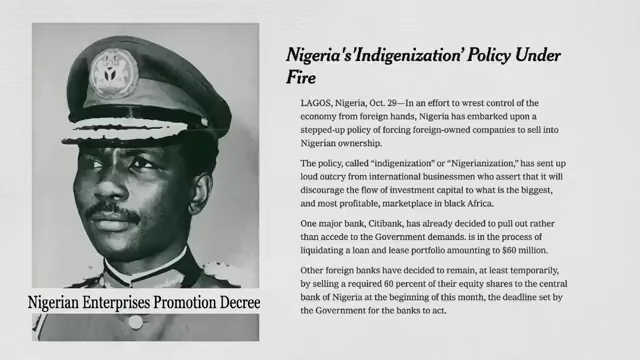 Nigeria's'Indigenization' Policy Under
Fire
LAGOS, Nigeria, Oct. 29—In an effort to wrest control of the
economy from foreign hands, Nigeria has embarked upon a
stepped-up policy of forcing foreign-owned companies to sell into
Nigerian ownership.
The policy, called “indigenization” or “Nigerianization,” has sent up
loud outcry from international businessmen who assert that it will
discourage the flow of investment capital to what is the biggest,
and most profitable, marketplace in black Africa.
One major bank, Citibank, has already decided to pull out rather
than accede to the Government demands. is in the process of
liquidating a loan and lease portfolio amounting to $60 million.
Other foreign banks have decided to remain, at least temporarily,
by selling a required 60 percent of their equity shares to the central
bank of Nigeria at the beginning of this month, the deadline set by
the Government for the banks to act.
Nigerian Enterprises Promotion Decree